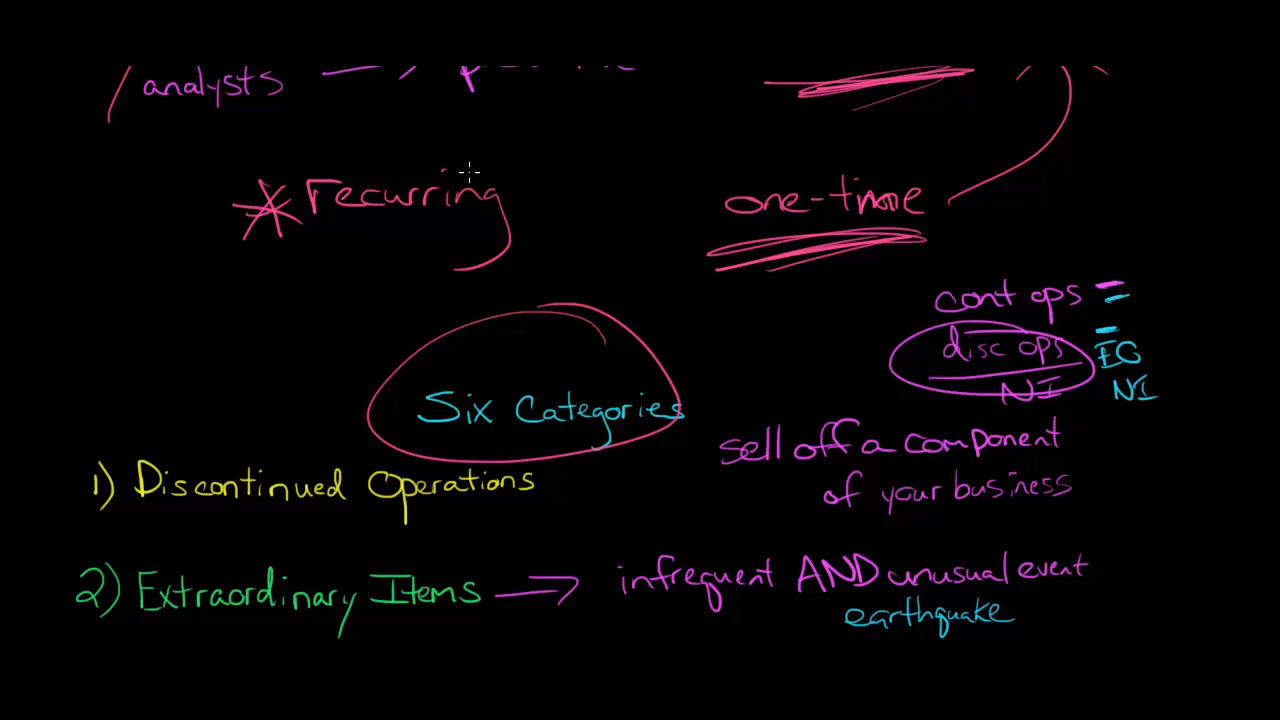 analysts
* recurring
one-time
cont ops
disc ops EO
NI NI
Six Categories
sell off a component
of your business
1) Discontinued Operations
2) Extraordinary Items → infrequent AND unusual event
earthquake